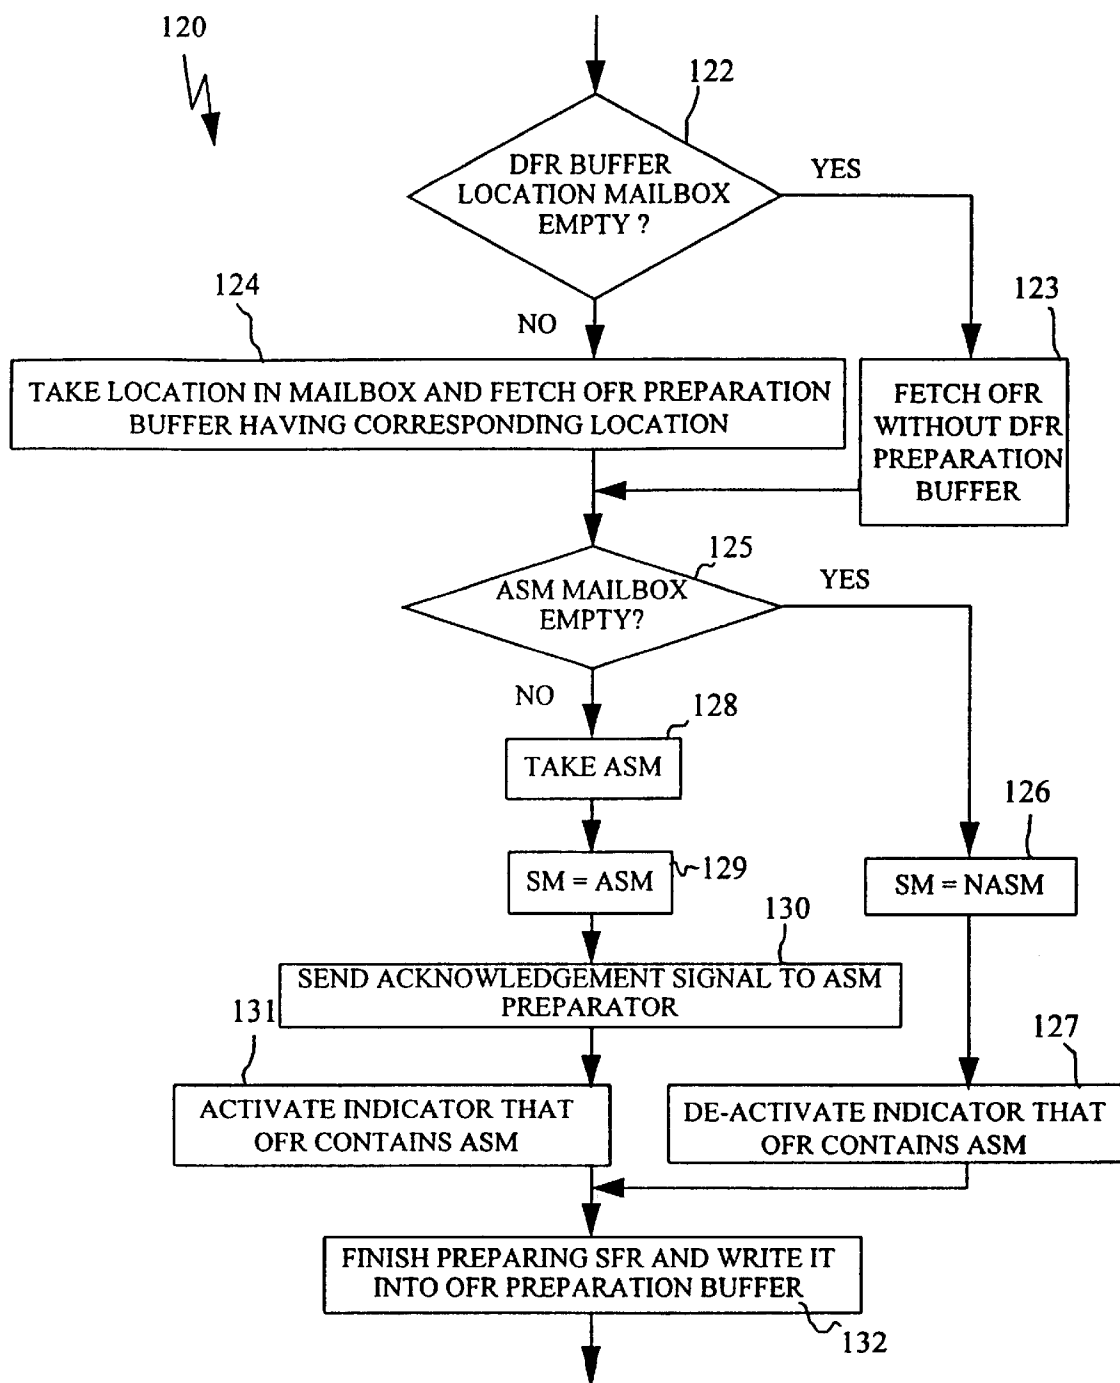 120
122
DFR BUFFER
LOCATION MAILBOX
EMPTY ?
YES
124
NO
123
TAKE LOCATION IN MAILBOX AND FETCH OFR PREPARATION
BUFFER HAVING CORRESPONDING LOCATION
FETCH OFR
WITHOUT DFR
PREPARATION
BUFFER
125
ASM MAILBOX
EMPTY?
YES
NO
128
TAKE ASM
126
SM = ASM
129
SM = NASM
130
SEND ACKNOWLEDGEMENT SIGNAL TO ASM
PREPARATOR
131
127
ACTIVATE INDICATOR THAT
OFR CONTAINS ASM
DE-ACTIVATE INDICATOR THAT
OFR CONTAINS ASM
FINISH PREPARING SFR AND WRITE IT
INTO OFR PREPARATION BUFFER
132